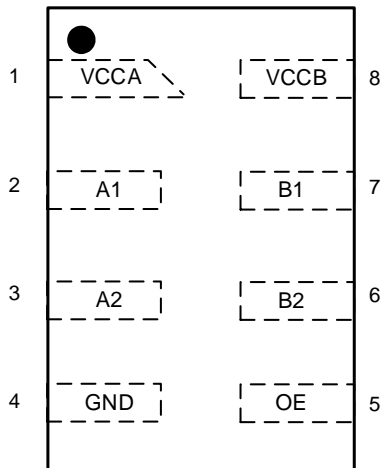 1 VCCA VCCB 8
2 A1 B1 7
3 A2 B2 6
4 GND OE 5